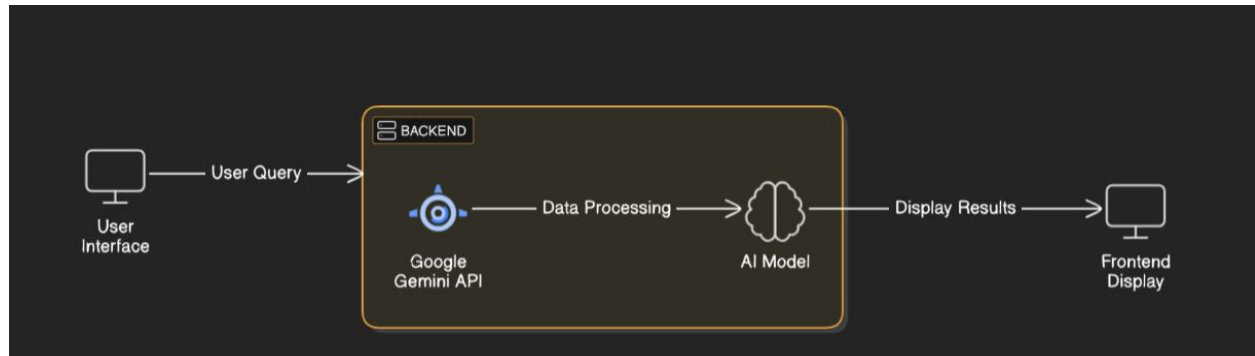 BACKEND
User Query
User
Interface
Google
Gemini API
Data Processing
AI Model
Display Results
Frontend
Display